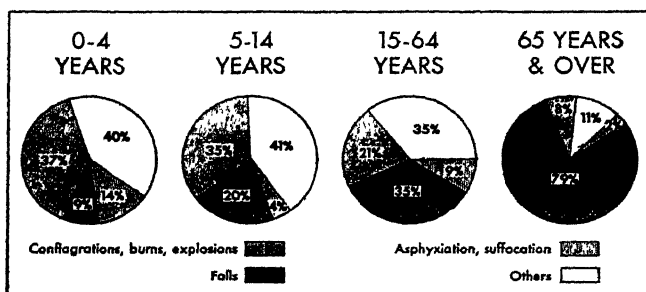 0-4
YEARS
5-14
YEARS
15-64
YEARS
65 YEARS
& OVER
40%
37%
14%
9%
41%
35%
20%
4%
35%
21%
9%
35%
8%
11%
79%
Conflagrations, burns, explosions
Asphyxiation, suffocation
Falls
Others